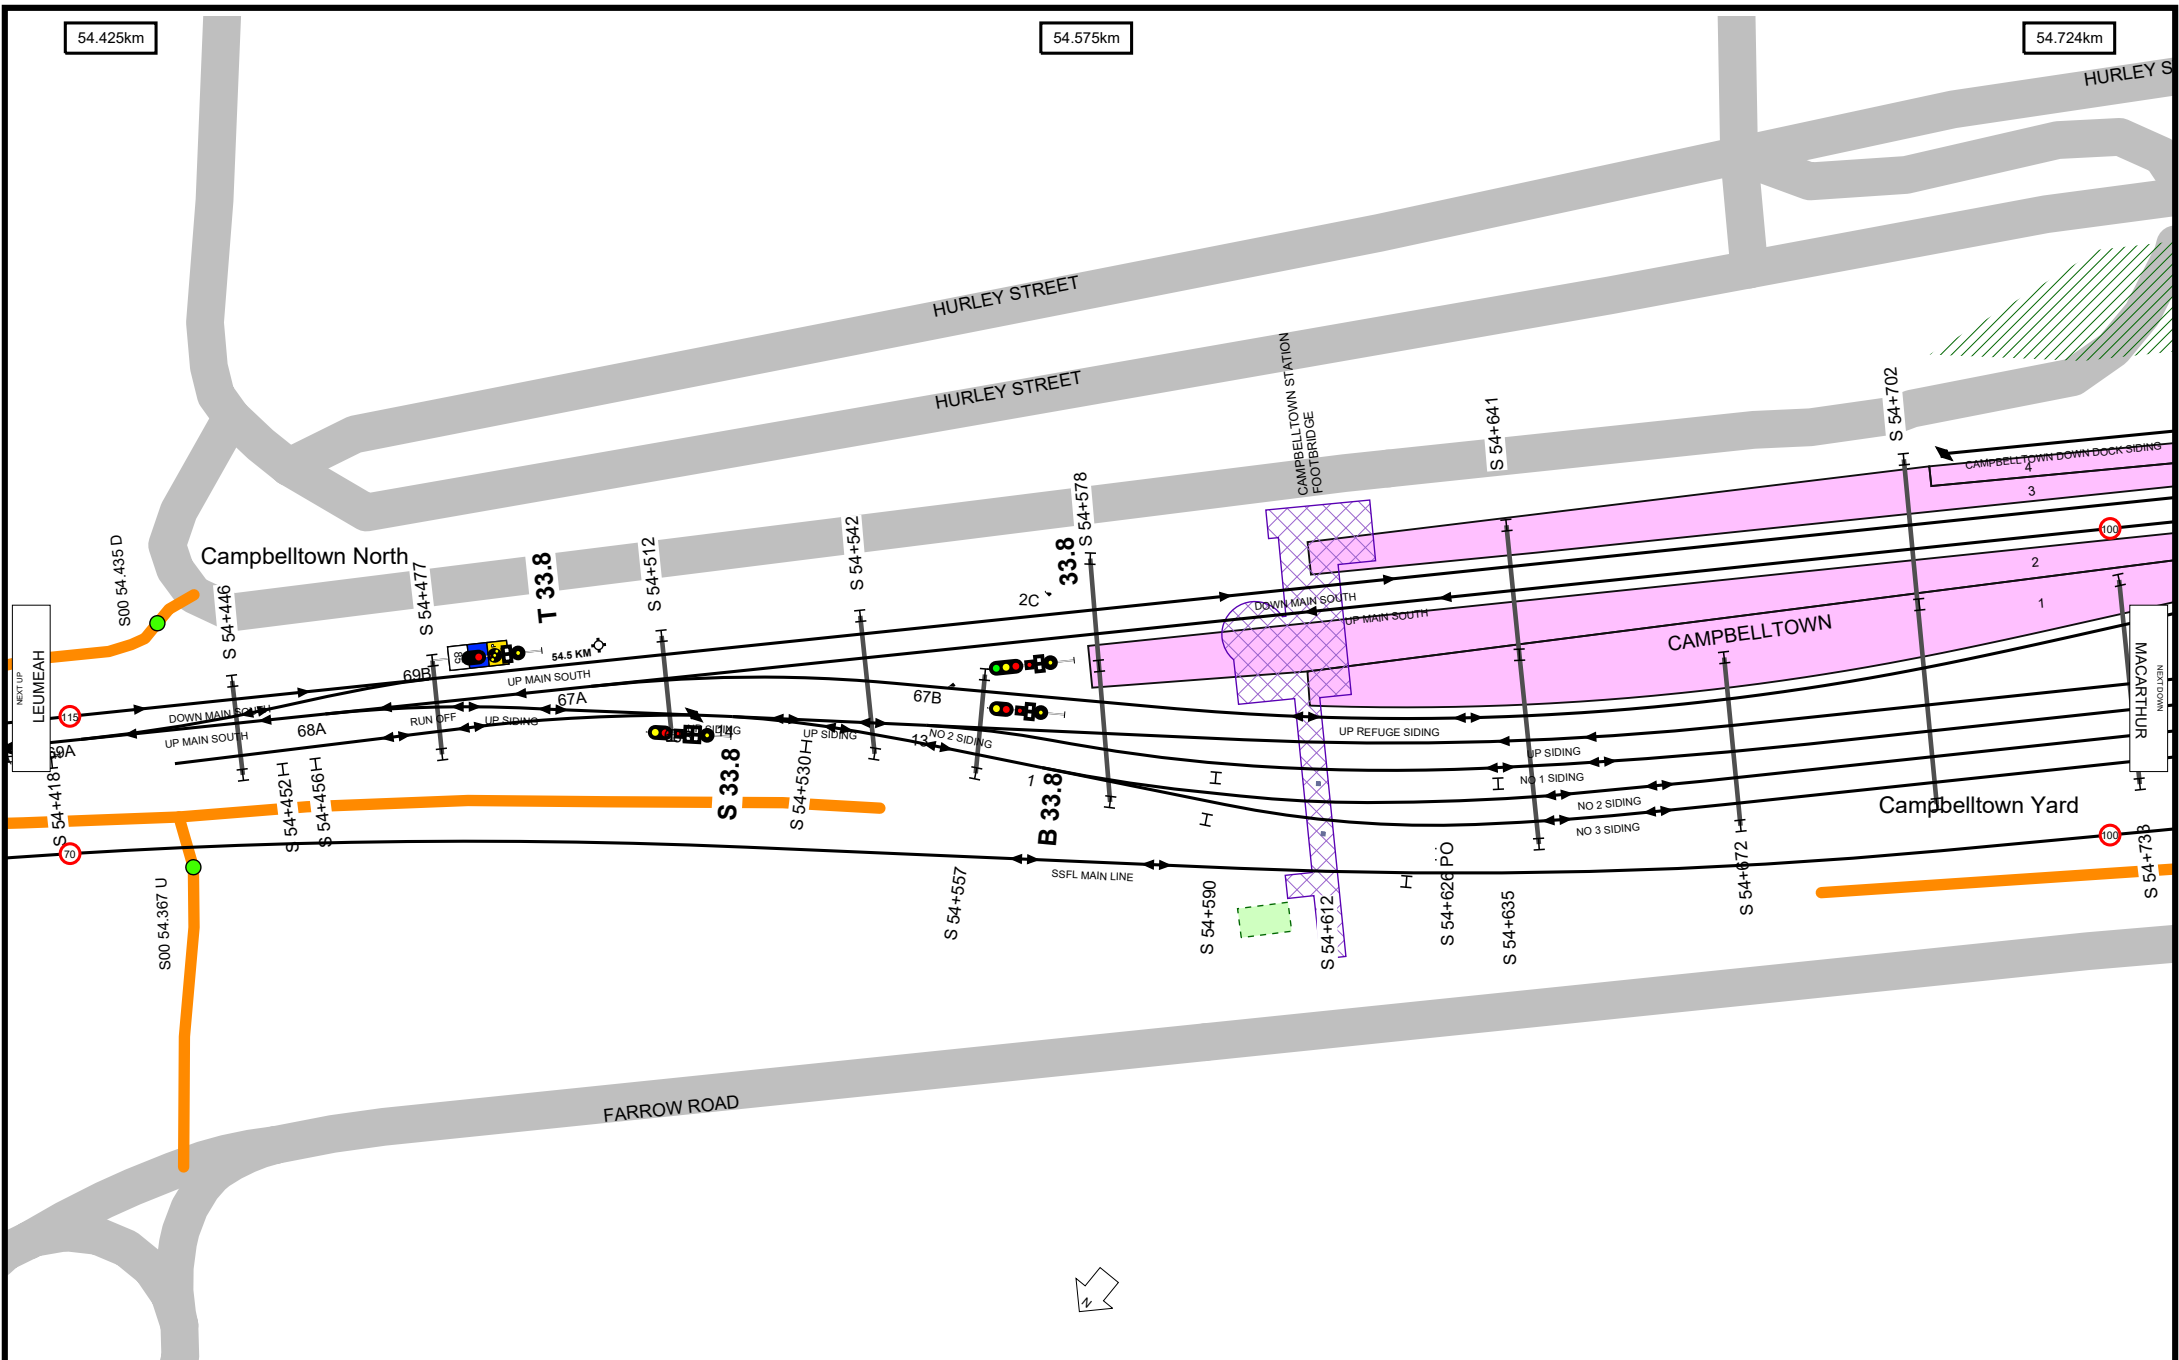 54.425km
54.575km
54.724km
HURLEY S
HURLEY STREET
HURLEY STREET
CAMPBELLTOWN STATION
FOOTBRIDGE
S 54+641
S 54+702
CAMPBELLTOWN DOWN DOCK SIDING
4
3
100
2
1
S00 54.435 D
Campbelltown North
S 54+446
S 54+477
T 33.8
S 54+512
S 54+542
33.8
S 54+578
2C
DOWN MAIN SOUTH
UP MAIN SOUTH
CAMPBELLTOWN
NEXT UP
LEUMEAH
NEXT DOWN
MACARTHUR
115
DOWN MAIN SOUTH
UP MAIN SOUTH
69A
69B
68A
54.5 KM
UP MAIN SOUTH
67A
RUN OFF
UP SIDING
67B
14
UP SIDING
13
NO 2 SIDING
1
UP REFUGE SIDING
UP SIDING
NO 1 SIDING
NO 2 SIDING
NO 3 SIDING
Campbelltown Yard
S 54+418
S 54+452
S 54+456
S 33.8
S 54+530
B 33.8
70
100
SSFL MAIN LINE
S00 54.367 U
S 54+557
S 54+590
S 54+612
S 54+626 PO
S 54+635
S 54+672
S 54+733
FARROW ROAD
N